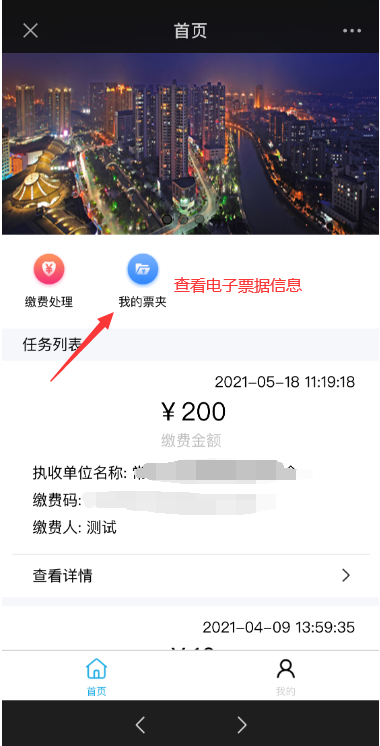 首页
缴费处理
我的票夹
查看电子票据信息
任务列表
2021-05-18 11:19:18
￥200
缴费金额
执收单位名称: 常
缴费码:
缴费人: 测试
查看详情
2021-04-09 13:59:35
首页
我的